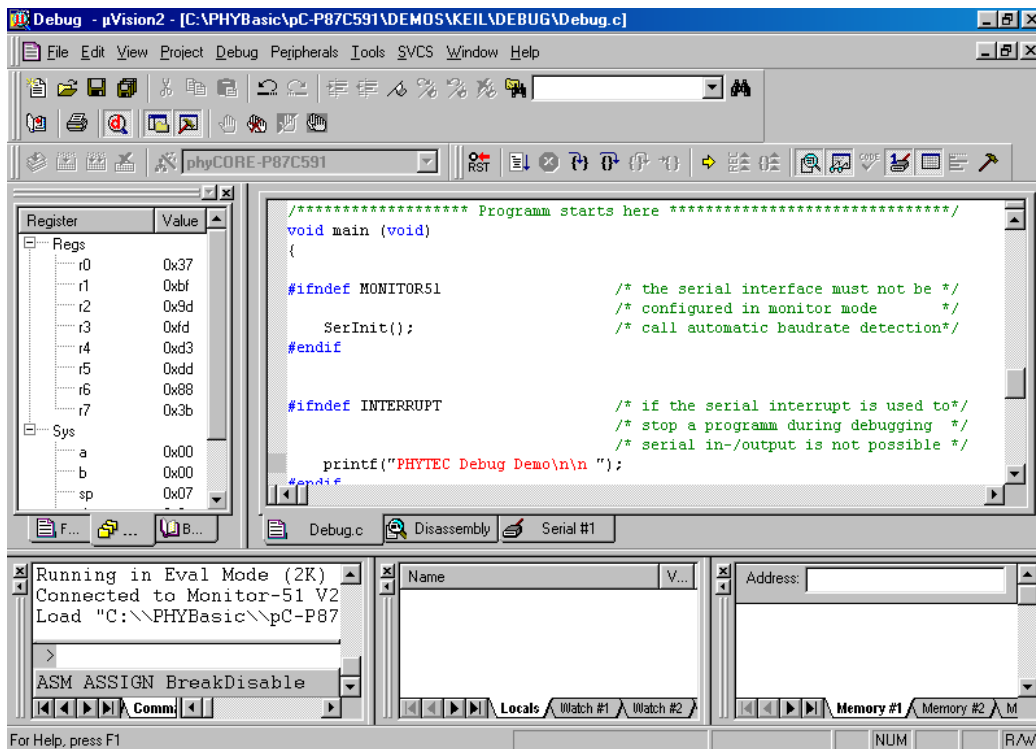 Debug - µVision2 - [C:\PHYBasic\pC-P87C591\DEMOS\KEIL\DEBUG\Debug.c]
File Edit View Project Debug Peripherals Tools SVCS Window Help
phyCORE-P87C591
RST
CODE
Register Value
Regs
r0 0x37
r1 0xbf
r2 0x9d
r3 0xfd
r4 0xd3
r5 0xdd
r6 0x88
r7 0x3b
Sys
a 0x00
b 0x00
sp 0x07
F... ... B...
/******************* Programm starts here *******************************/
void main (void)
{
#ifndef MONITOR51 /* the serial interface must not be */
/* configured in monitor mode */
SerInit(); /* call automatic baudrate detection*/
#endif
#ifndef INTERRUPT /* if the serial interrupt is used to*/
/* stop a programm during debugging */
/* serial in-/output is not possible */
printf("PHYTEC Debug Demo\n\n ");
#endif
Debug.c Disassembly Serial #1
Running in Eval Mode (2K)
Connected to Monitor-51 V2
Load "C:\\PHYBasic\\pC-P87
>
ASM ASSIGN BreakDisable
Comm
Name V...
Locals Watch #1 Watch #2
Address:
Memory #1 Memory #2 M
For Help, press F1 NUM R/W